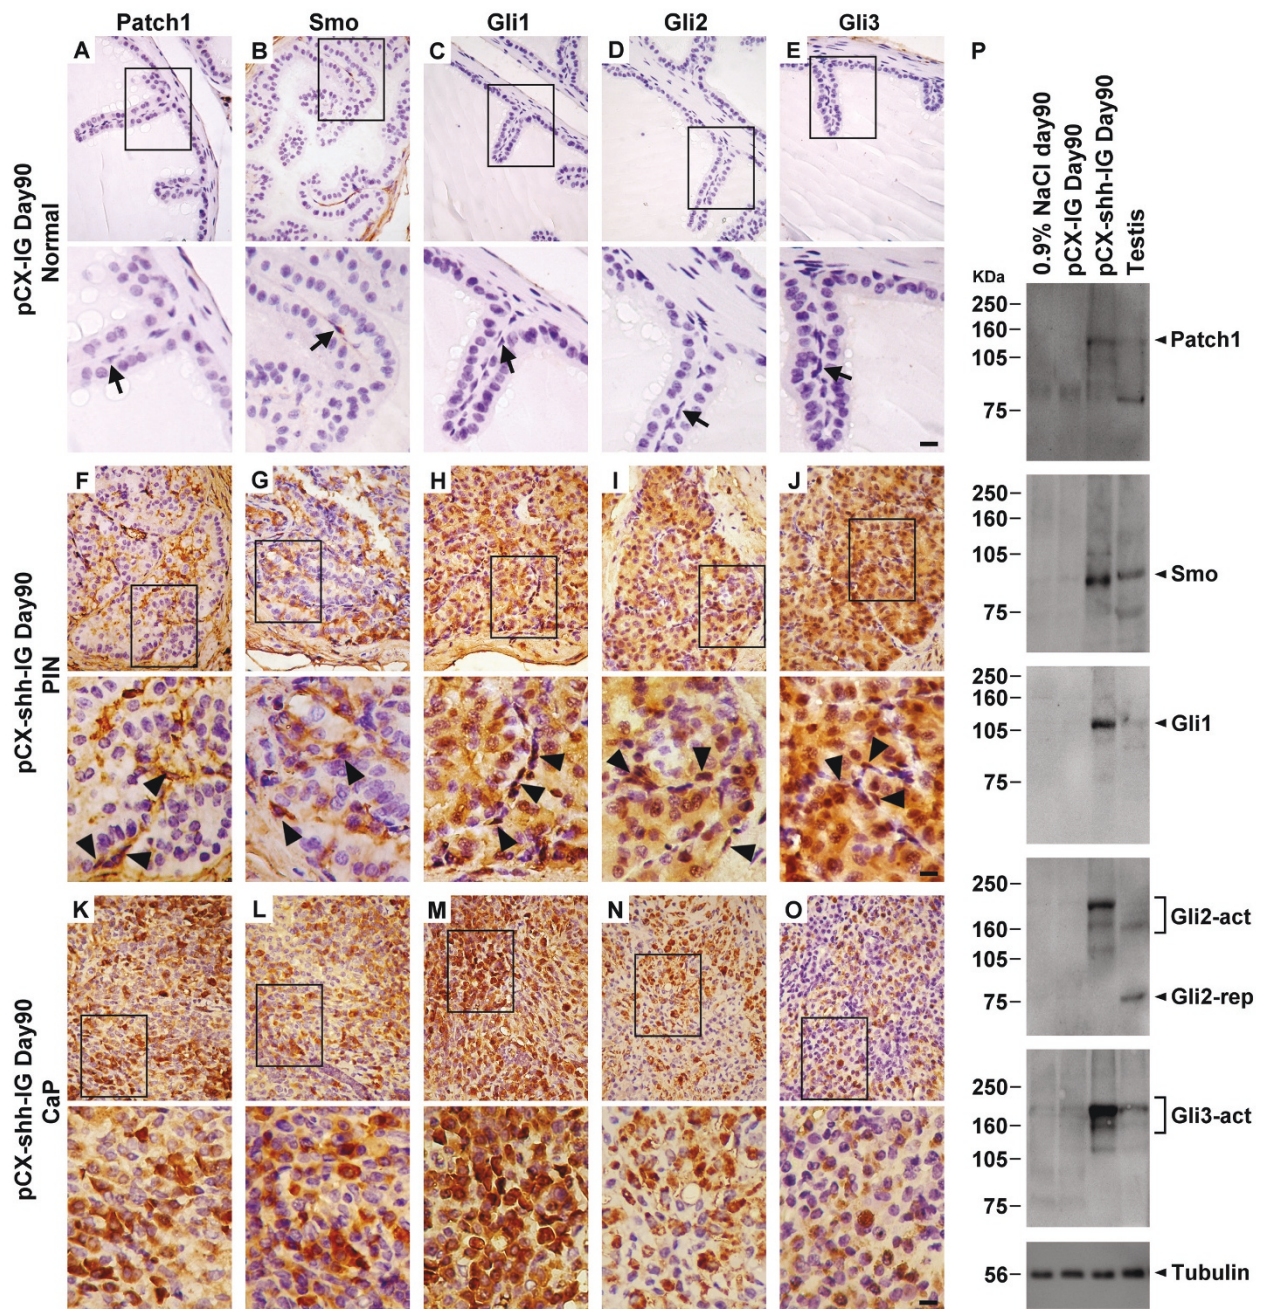 Patch1 Smo Gli1 Gli2 Gli3
A B C D E P
pCX-IG Day90
Normal
F G H I J
pCX-shh-IG Day90
PIN
K L M N O
pCX-shh-IG Day90
CaP
0.9% NaCl day90
pCX-IG Day90
pCX-shh-IG Day90
Testis
KDa
250
160
105
75
Patch1
250
160
105
75
Smo
250
160
105
75
Gli1
250
160
105
75
Gli2-act
Gli2-rep
250
160
105
75
Gli3-act
56
Tubulin